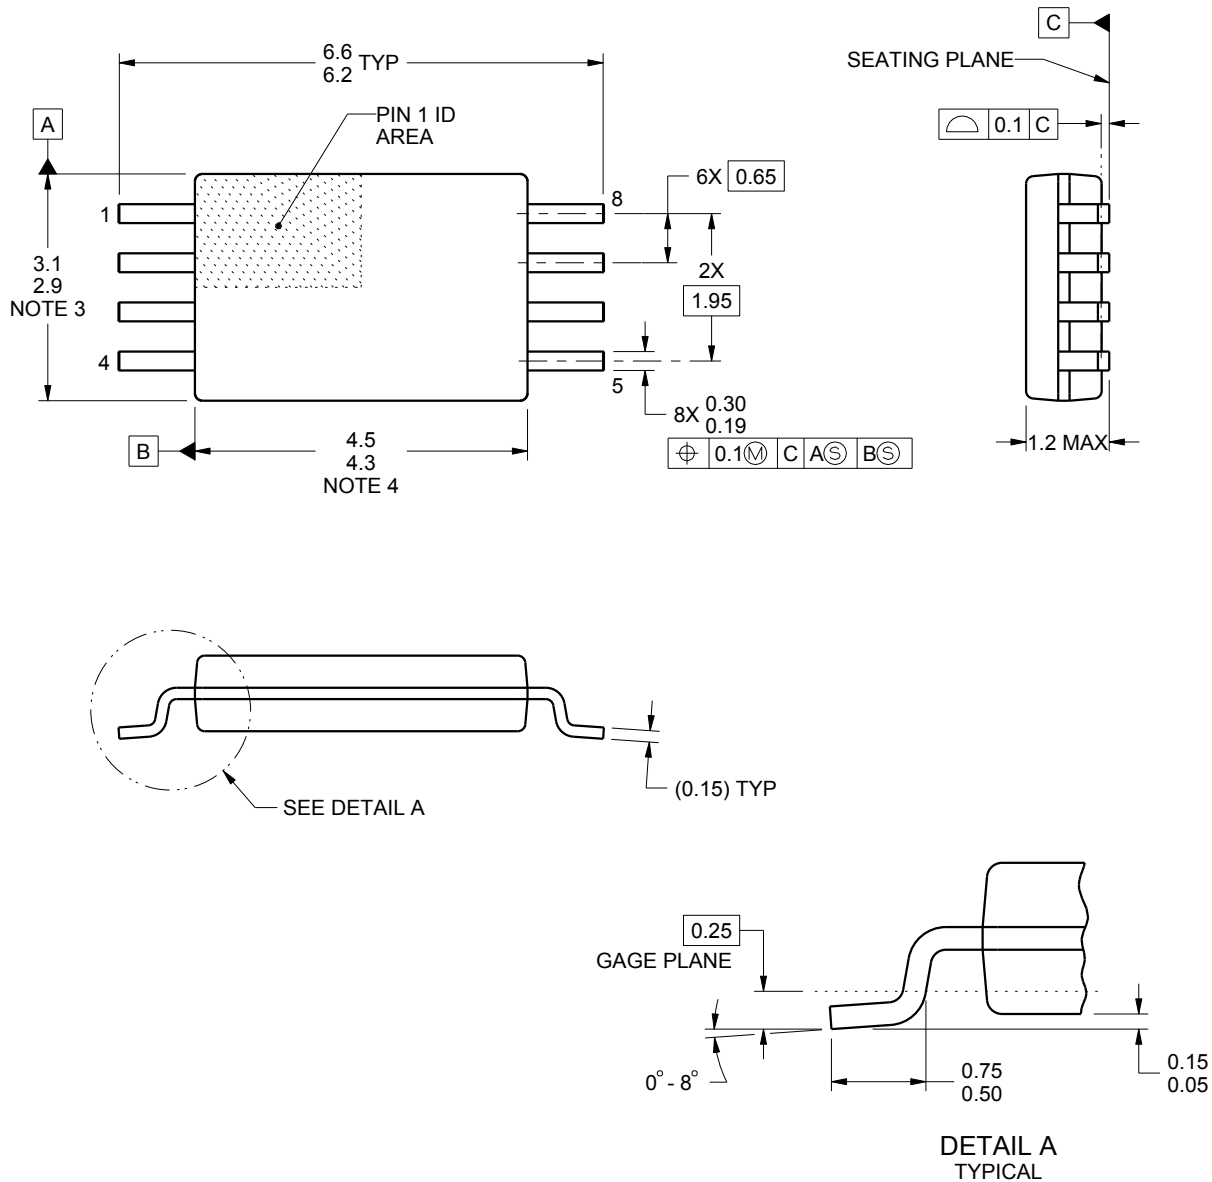 C
SEATING PLANE
6.6
6.2
TYP
PIN 1 ID
AREA
A
0.1 C
6X 0.65
1
8
2X
1.95
3.1
2.9
NOTE 3
4
5
8X 0.30
0.19
0.1Ⓜ C AⓈ BⓈ
B
4.5
4.3
NOTE 4
1.2 MAX
(0.15) TYP
SEE DETAIL A
0.25
GAGE PLANE
0° - 8°
0.75
0.50
0.15
0.05
DETAIL A
TYPICAL